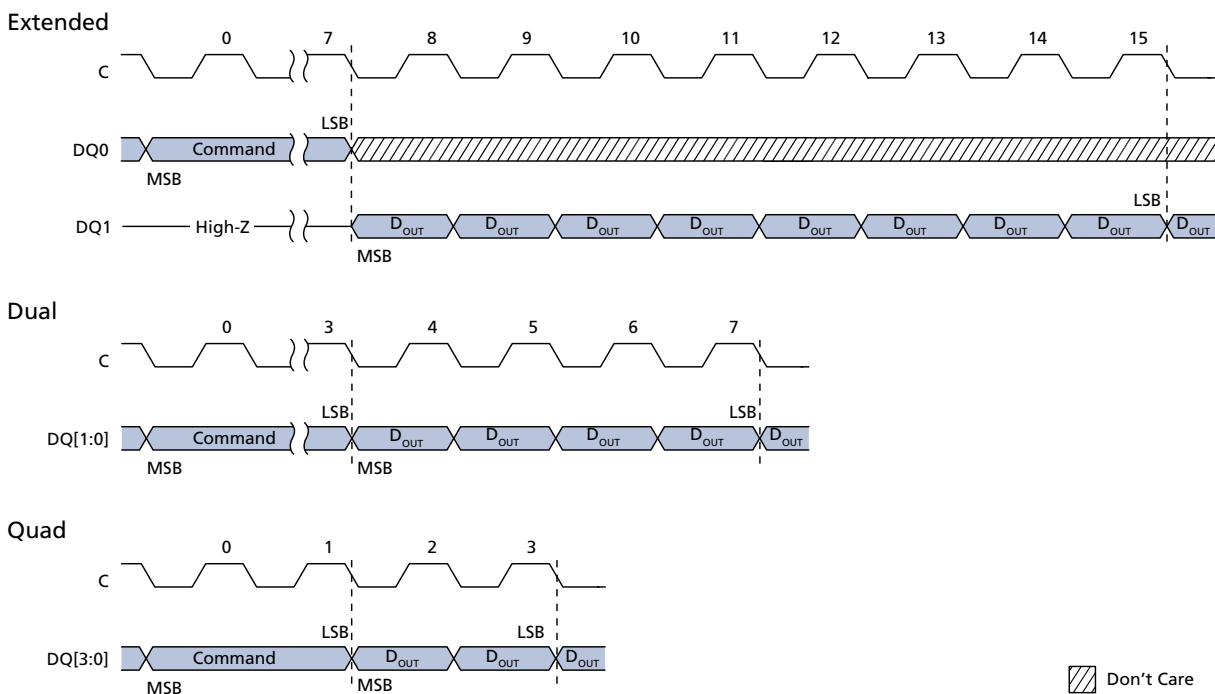 Extended
0 7 8 9 10 11 12 13 14 15
C
LSB
DQ0 Command
MSB
LSB
DQ1 High-Z DOUT DOUT DOUT DOUT DOUT DOUT DOUT DOUT DOUT
MSB
Dual
0 3 4 5 6 7
C
LSB LSB
DQ[1:0] Command DOUT DOUT DOUT DOUT DOUT
MSB MSB
Quad
0 1 2 3
C
LSB LSB
DQ[3:0] Command DOUT DOUT DOUT
MSB MSB
Don’t Care